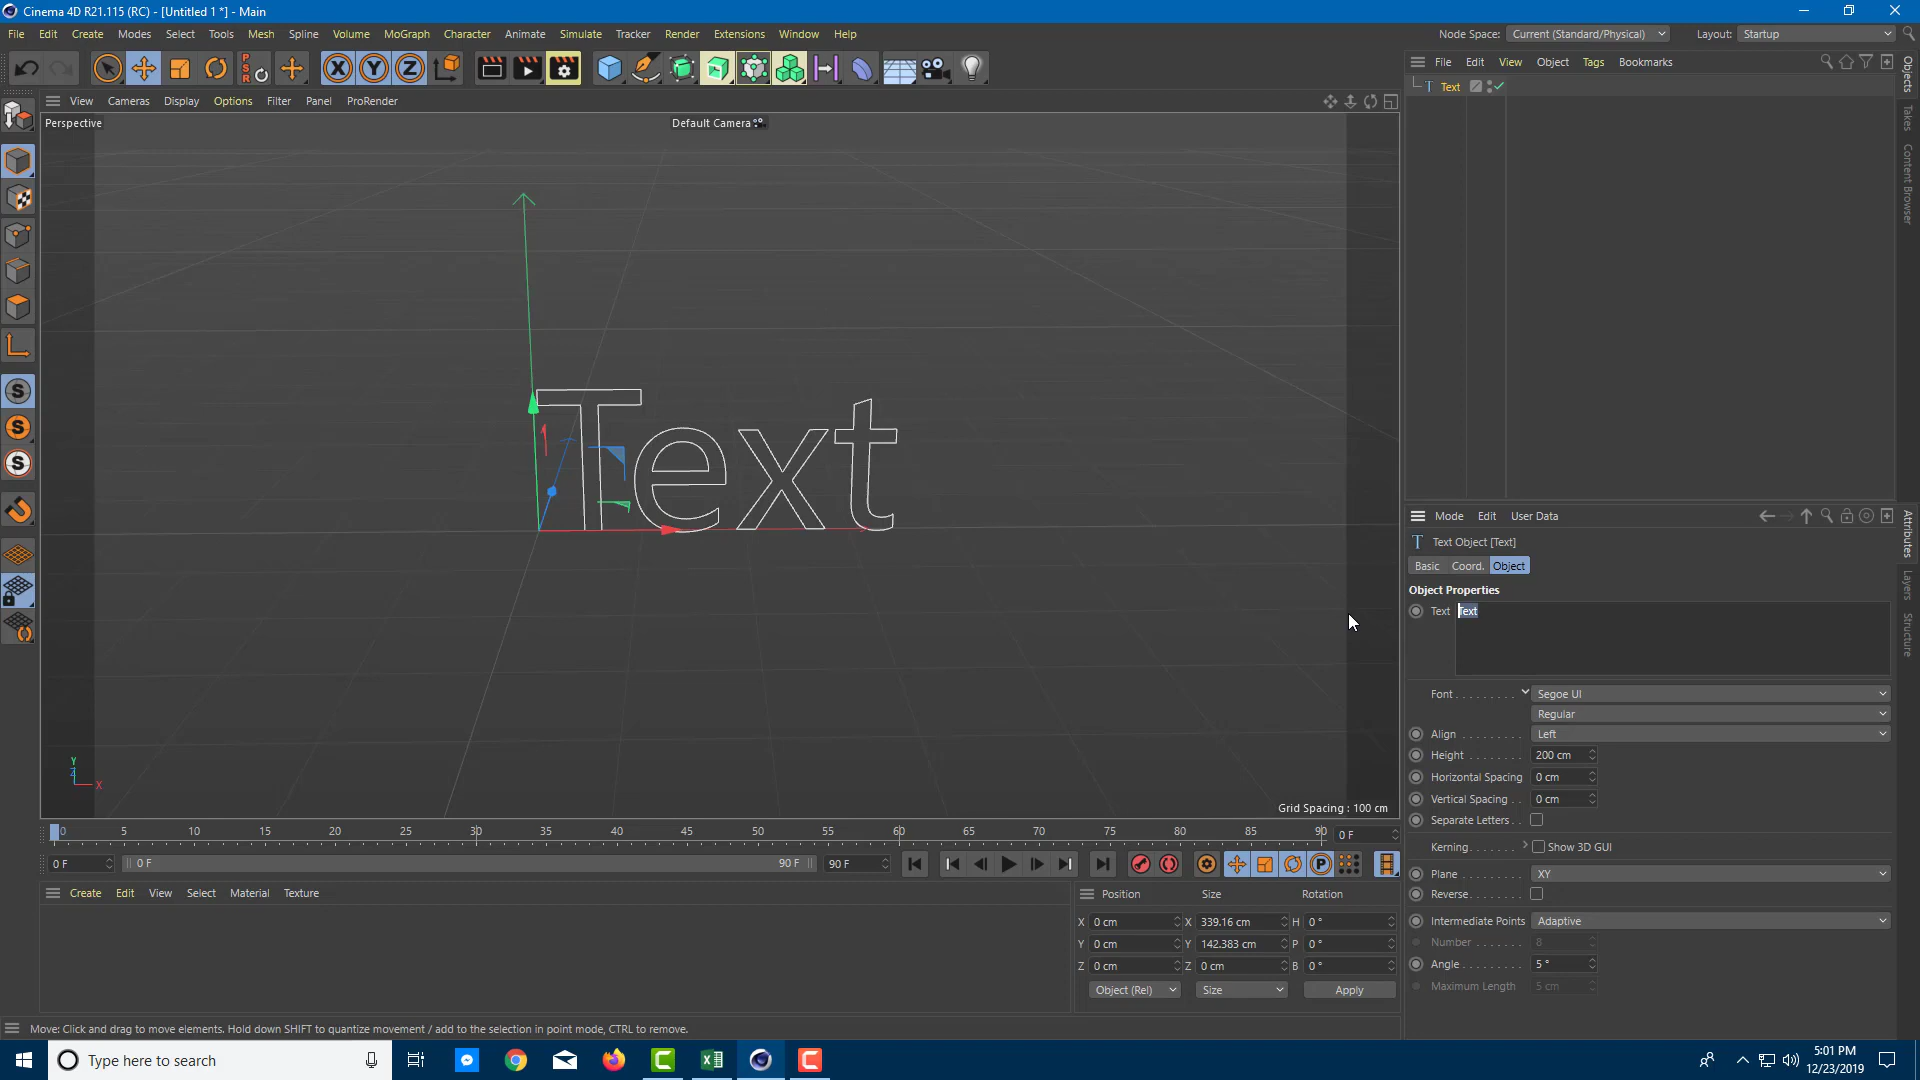 Cinema 4D R21.115 (RC) - [Untitled 1 *] - Main
File Edit Create Modes Select Tools Mesh Spline Volume MoGraph Character Animate Simulate Tracker Render Extensions Window Help
Node Space: Current (Standard/Physical) Layout: Startup
File Edit View Object Tags Bookmarks
Text
View Cameras Display Options Filter Panel ProRender
Perspective
Default Camera
Text
Y
Z
X
Grid Spacing : 100 cm
Mode Edit User Data
Text Object [Text]
Basic Coord. Object
Object Properties
Text Text
Font Segoe UI
Regular
Align Left
Height 200 cm
Horizontal Spacing 0 cm
Vertical Spacing 0 cm
Separate Letters
Kerning Show 3D GUI
Plane XY
Reverse
Intermediate Points Adaptive
Number 8
Angle 5 °
Maximum Length 5 cm
Objects
Takes
Content Browser
Attributes
Layers
Structure
0 5 10 15 20 25 30 35 40 45 50 55 60 65 70 75 80 85 90 0 F
0 F 0 F 90 F 90 F
Create Edit View Select Material Texture
Position Size Rotation
X 0 cm X 339.16 cm H 0 °
Y 0 cm Y 142.383 cm P 0 °
Z 0 cm Z 0 cm B 0 °
Object (Rel) Size Apply
Move: Click and drag to move elements. Hold down SHIFT to quantize movement / add to the selection in point mode, CTRL to remove.
Type here to search
5:01 PM
12/23/2019